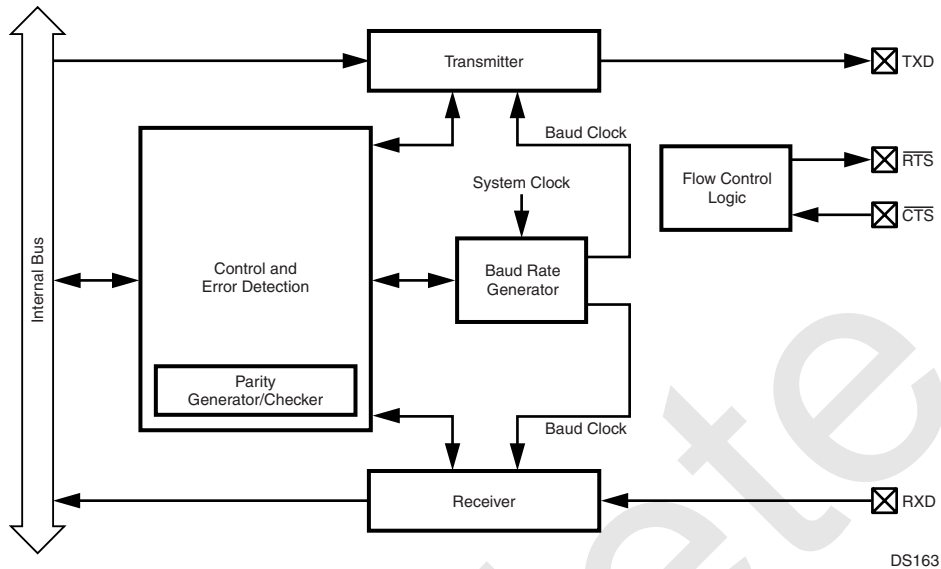 Transmitter
TXD
Baud Clock
RTS
System Clock
Flow Control
Logic
CTS
Internal Bus
Control and
Error Detection
Baud Rate
Generator
Parity
Generator/Checker
Baud Clock
Receiver
RXD
DS163